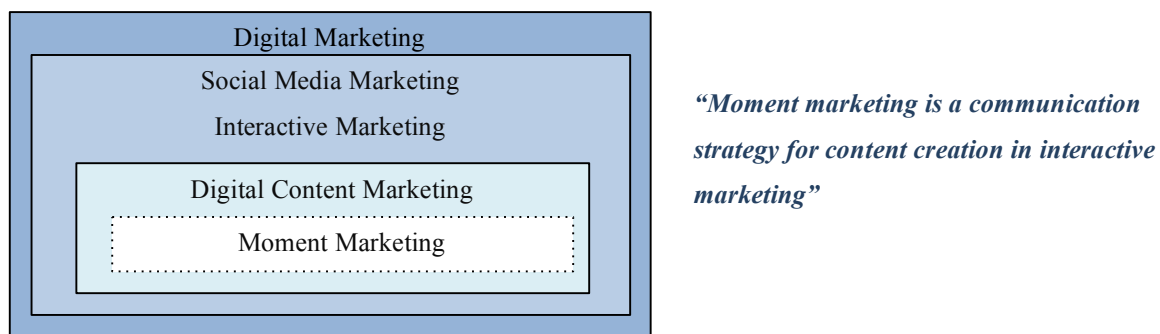 Digital Marketing
Social Media Marketing
Interactive Marketing
Digital Content Marketing
Moment Marketing
“Moment marketing is a communication
strategy for content creation in interactive
marketing”